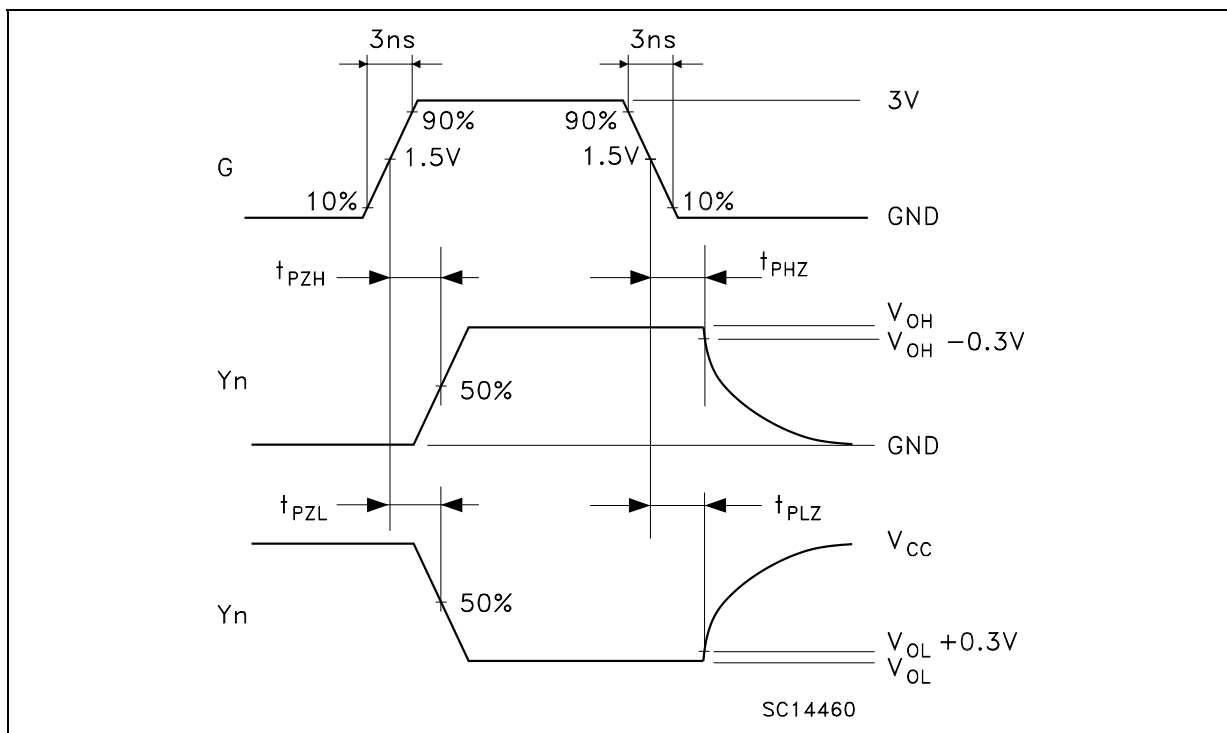 3ns 3ns
3V
90% 90%
G 1.5V 1.5V
10% 10%
GND
tPZH tPHZ
VOH
VOH −0.3V
Yn 50%
GND
tPZL tPLZ
VCC
Yn 50%
VOL +0.3V
VOL
SC14460